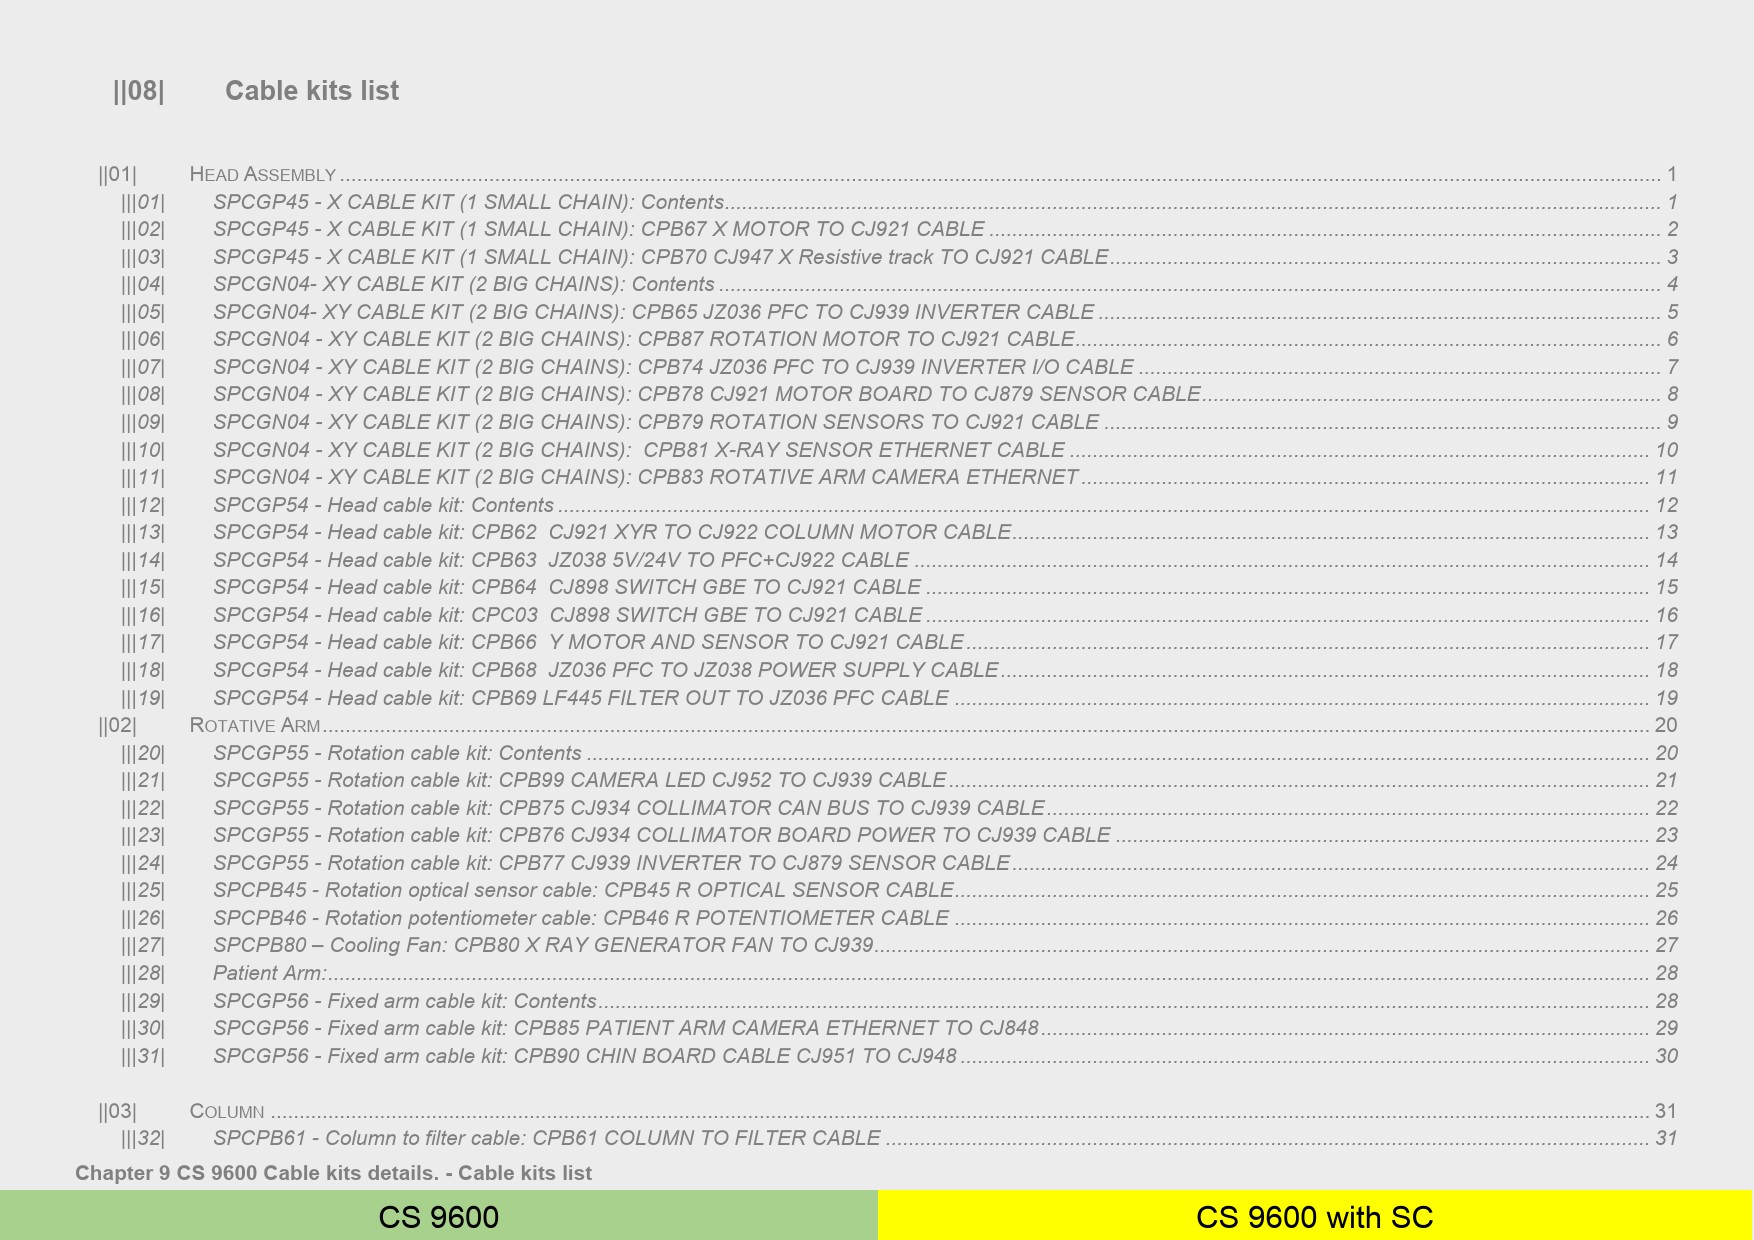 ||08| Cable kits list
||01| HEAD ASSEMBLY 1
|||01| SPCGP45 - X CABLE KIT (1 SMALL CHAIN): Contents 1
|||02| SPCGP45 - X CABLE KIT (1 SMALL CHAIN): CPB67 X MOTOR TO CJ921 CABLE 2
|||03| SPCGP45 - X CABLE KIT (1 SMALL CHAIN): CPB70 CJ947 X Resistive track TO CJ921 CABLE 3
|||04| SPCGN04- XY CABLE KIT (2 BIG CHAINS): Contents 4
|||05| SPCGN04- XY CABLE KIT (2 BIG CHAINS): CPB65 JZ036 PFC TO CJ939 INVERTER CABLE 5
|||06| SPCGN04 - XY CABLE KIT (2 BIG CHAINS): CPB87 ROTATION MOTOR TO CJ921 CABLE 6
|||07| SPCGN04 - XY CABLE KIT (2 BIG CHAINS): CPB74 JZ036 PFC TO CJ939 INVERTER I/O CABLE 7
|||08| SPCGN04 - XY CABLE KIT (2 BIG CHAINS): CPB78 CJ921 MOTOR BOARD TO CJ879 SENSOR CABLE 8
|||09| SPCGN04 - XY CABLE KIT (2 BIG CHAINS): CPB79 ROTATION SENSORS TO CJ921 CABLE 9
|||10| SPCGN04 - XY CABLE KIT (2 BIG CHAINS): CPB81 X-RAY SENSOR ETHERNET CABLE 10
|||11| SPCGN04 - XY CABLE KIT (2 BIG CHAINS): CPB83 ROTATIVE ARM CAMERA ETHERNET 11
|||12| SPCGP54 - Head cable kit: Contents 12
|||13| SPCGP54 - Head cable kit: CPB62 CJ921 XYR TO CJ922 COLUMN MOTOR CABLE 13
|||14| SPCGP54 - Head cable kit: CPB63 JZ038 5V/24V TO PFC+CJ922 CABLE 14
|||15| SPCGP54 - Head cable kit: CPB64 CJ898 SWITCH GBE TO CJ921 CABLE 15
|||16| SPCGP54 - Head cable kit: CPC03 CJ898 SWITCH GBE TO CJ921 CABLE 16
|||17| SPCGP54 - Head cable kit: CPB66 Y MOTOR AND SENSOR TO CJ921 CABLE 17
|||18| SPCGP54 - Head cable kit: CPB68 JZ036 PFC TO JZ038 POWER SUPPLY CABLE 18
|||19| SPCGP54 - Head cable kit: CPB69 LF445 FILTER OUT TO JZ036 PFC CABLE 19
||02| ROTATIVE ARM 20
|||20| SPCGP55 - Rotation cable kit: Contents 20
|||21| SPCGP55 - Rotation cable kit: CPB99 CAMERA LED CJ952 TO CJ939 CABLE 21
|||22| SPCGP55 - Rotation cable kit: CPB75 CJ934 COLLIMATOR CAN BUS TO CJ939 CABLE 22
|||23| SPCGP55 - Rotation cable kit: CPB76 CJ934 COLLIMATOR BOARD POWER TO CJ939 CABLE 23
|||24| SPCGP55 - Rotation cable kit: CPB77 CJ939 INVERTER TO CJ879 SENSOR CABLE 24
|||25| SPCPB45 - Rotation optical sensor cable: CPB45 R OPTICAL SENSOR CABLE 25
|||26| SPCPB46 - Rotation potentiometer cable: CPB46 R POTENTIOMETER CABLE 26
|||27| SPCPB80 – Cooling Fan: CPB80 X RAY GENERATOR FAN TO CJ939 27
|||28| Patient Arm: 28
|||29| SPCGP56 - Fixed arm cable kit: Contents 28
|||30| SPCGP56 - Fixed arm cable kit: CPB85 PATIENT ARM CAMERA ETHERNET TO CJ848 29
|||31| SPCGP56 - Fixed arm cable kit: CPB90 CHIN BOARD CABLE CJ951 TO CJ948 30
||03| COLUMN 31
|||32| SPCPB61 - Column to filter cable: CPB61 COLUMN TO FILTER CABLE 31
Chapter 9 CS 9600 Cable kits details. - Cable kits list
CS 9600
CS 9600 with SC